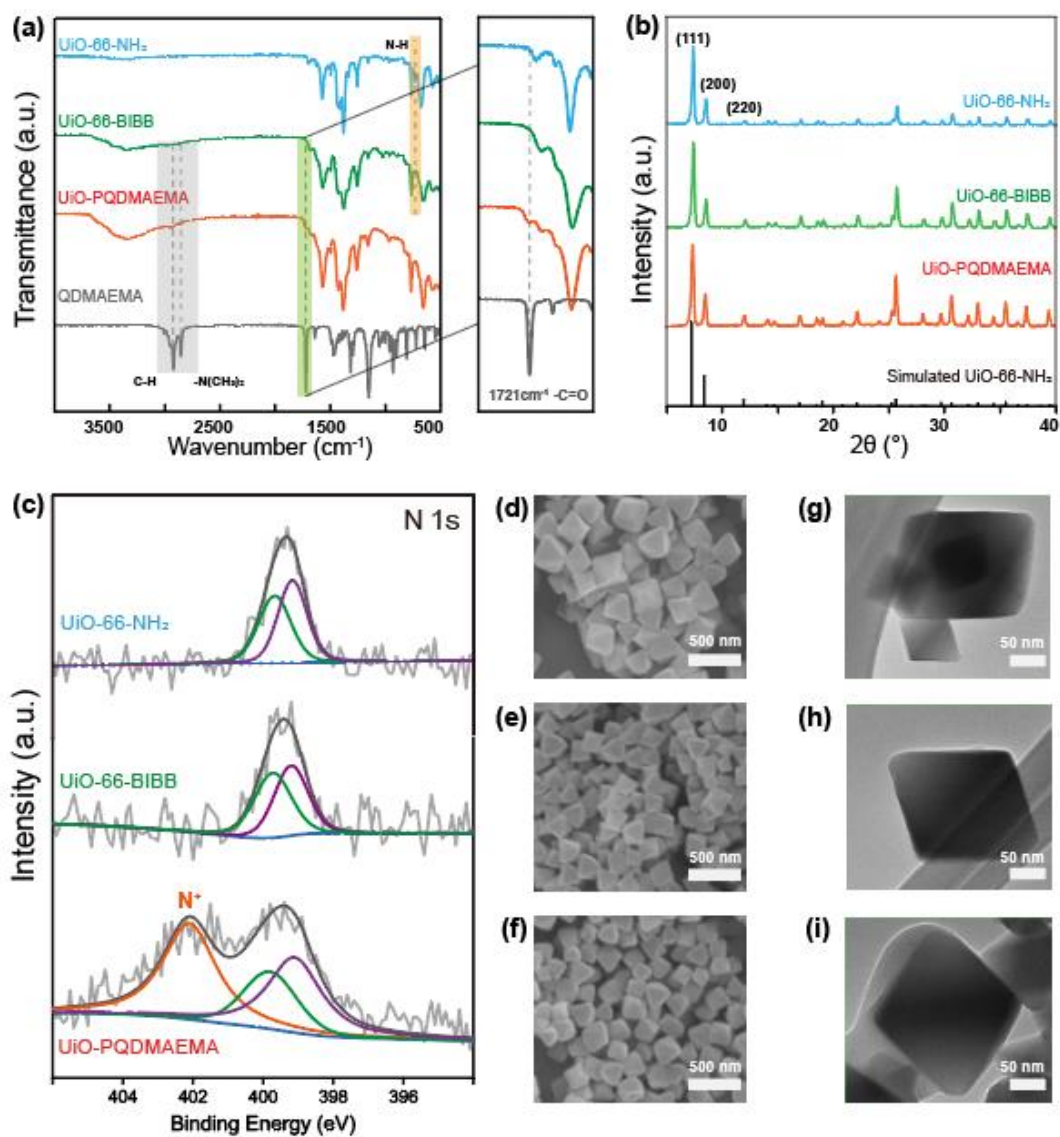 (a)
UiO-66-NH₂
N-H
UiO-66-BIBB
UiO-PQDMAEMA
QDMAEMA
C-H
-N(CH₃)₂
Transmittance (a.u.)
3500 2500 1500 500
Wavenumber (cm⁻¹)
1721cm⁻¹ -C=O
(b)
(111)
(200)
(220)
UiO-66-NH₂
UiO-66-BIBB
UiO-PQDMAEMA
Simulated UiO-66-NH₂
Intensity (a.u.)
10 20 30 40
2θ (°)
(c)
N 1s
UiO-66-NH₂
UiO-66-BIBB
N⁺
UiO-PQDMAEMA
Intensity (a.u.)
404 402 400 398 396
Binding Energy (eV)
(d)
500 nm
(e)
500 nm
(f)
500 nm
(g)
50 nm
(h)
50 nm
(i)
50 nm